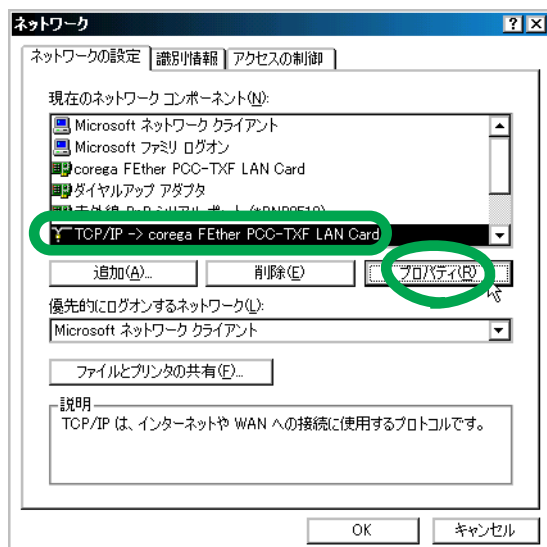 ネットワーク
ネットワークの設定 識別情報 アクセスの制御
現在のネットワーク コンポーネント(N):
Microsoft ネットワーク クライアント
Microsoft ファミリ ログオン
corega FEther PCC-TXF LAN Card
ダイヤルアップ アダプタ
TCP/IP -> corega FEther PCC-TXF LAN Card
追加(A)... 削除(E) プロパティ(R)
優先的にログオンするネットワーク(L):
Microsoft ネットワーク クライアント
ファイルとプリンタの共有(F)...
説明
TCP/IP は、インターネットや WAN への接続に使用するプロトコルです。
OK キャンセル